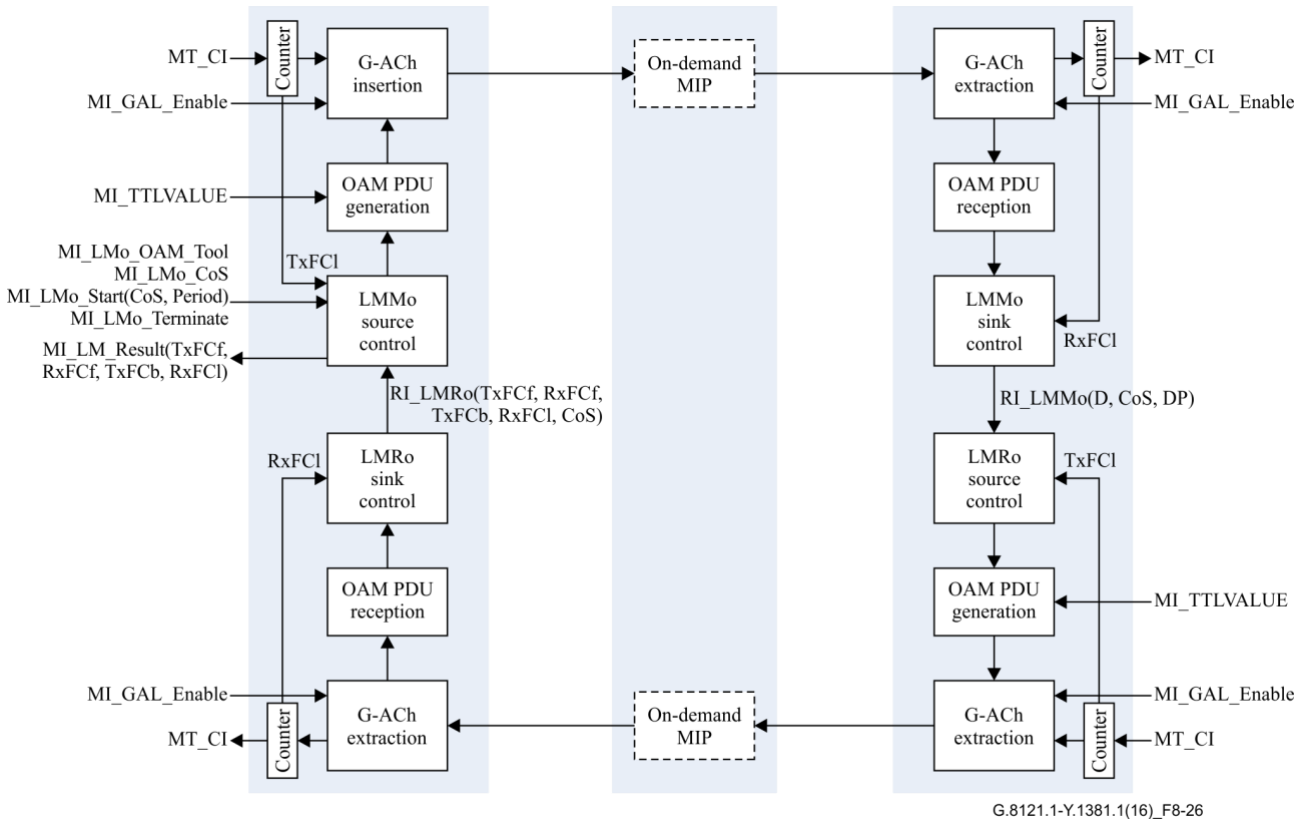 MT_CI
Counter
G-ACh
insertion
On-demand
MIP
G-ACh
extraction
Counter
MT_CI
MI_GAL_Enable
MI_GAL_Enable
MI_TTLVALUE
OAM PDU
generation
OAM PDU
reception
MI_LMo_OAM_Tool
MI_LMo_CoS
MI_LMo_Start(CoS, Period)
MI_LMo_Terminate
TxFCl
LMMo
source
control
LMMo
sink
control
RxFCl
MI_LM_Result(TxFCf,
RxFCf, TxFCb, RxFCl)
RI_LMRo(TxFCf, RxFCf,
TxFCb, RxFCl, CoS)
RI_LMMo(D, CoS, DP)
RxFCl
LMRo
sink
control
LMRo
source
control
TxFCl
OAM PDU
reception
OAM PDU
generation
MI_TTLVALUE
MI_GAL_Enable
MI_GAL_Enable
MT_CI
Counter
G-ACh
extraction
On-demand
MIP
G-ACh
extraction
Counter
MT_CI
G.8121.1-Y.1381.1(16)_F8-26